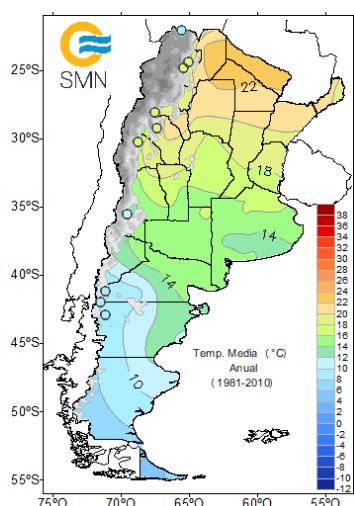 SMN
25ºS
30ºS
35ºS
40ºS
45ºS
50ºS
55ºS
22
18
14
14
10
Temp. Media (°C)
Anual
(1981-2010)
38
36
34
32
30
28
26
24
22
20
18
16
14
12
10
8
6
4
2
0
-2
-4
-6
-8
-10
-12
75ºO 70ºO 65ºO 60ºO 55ºO